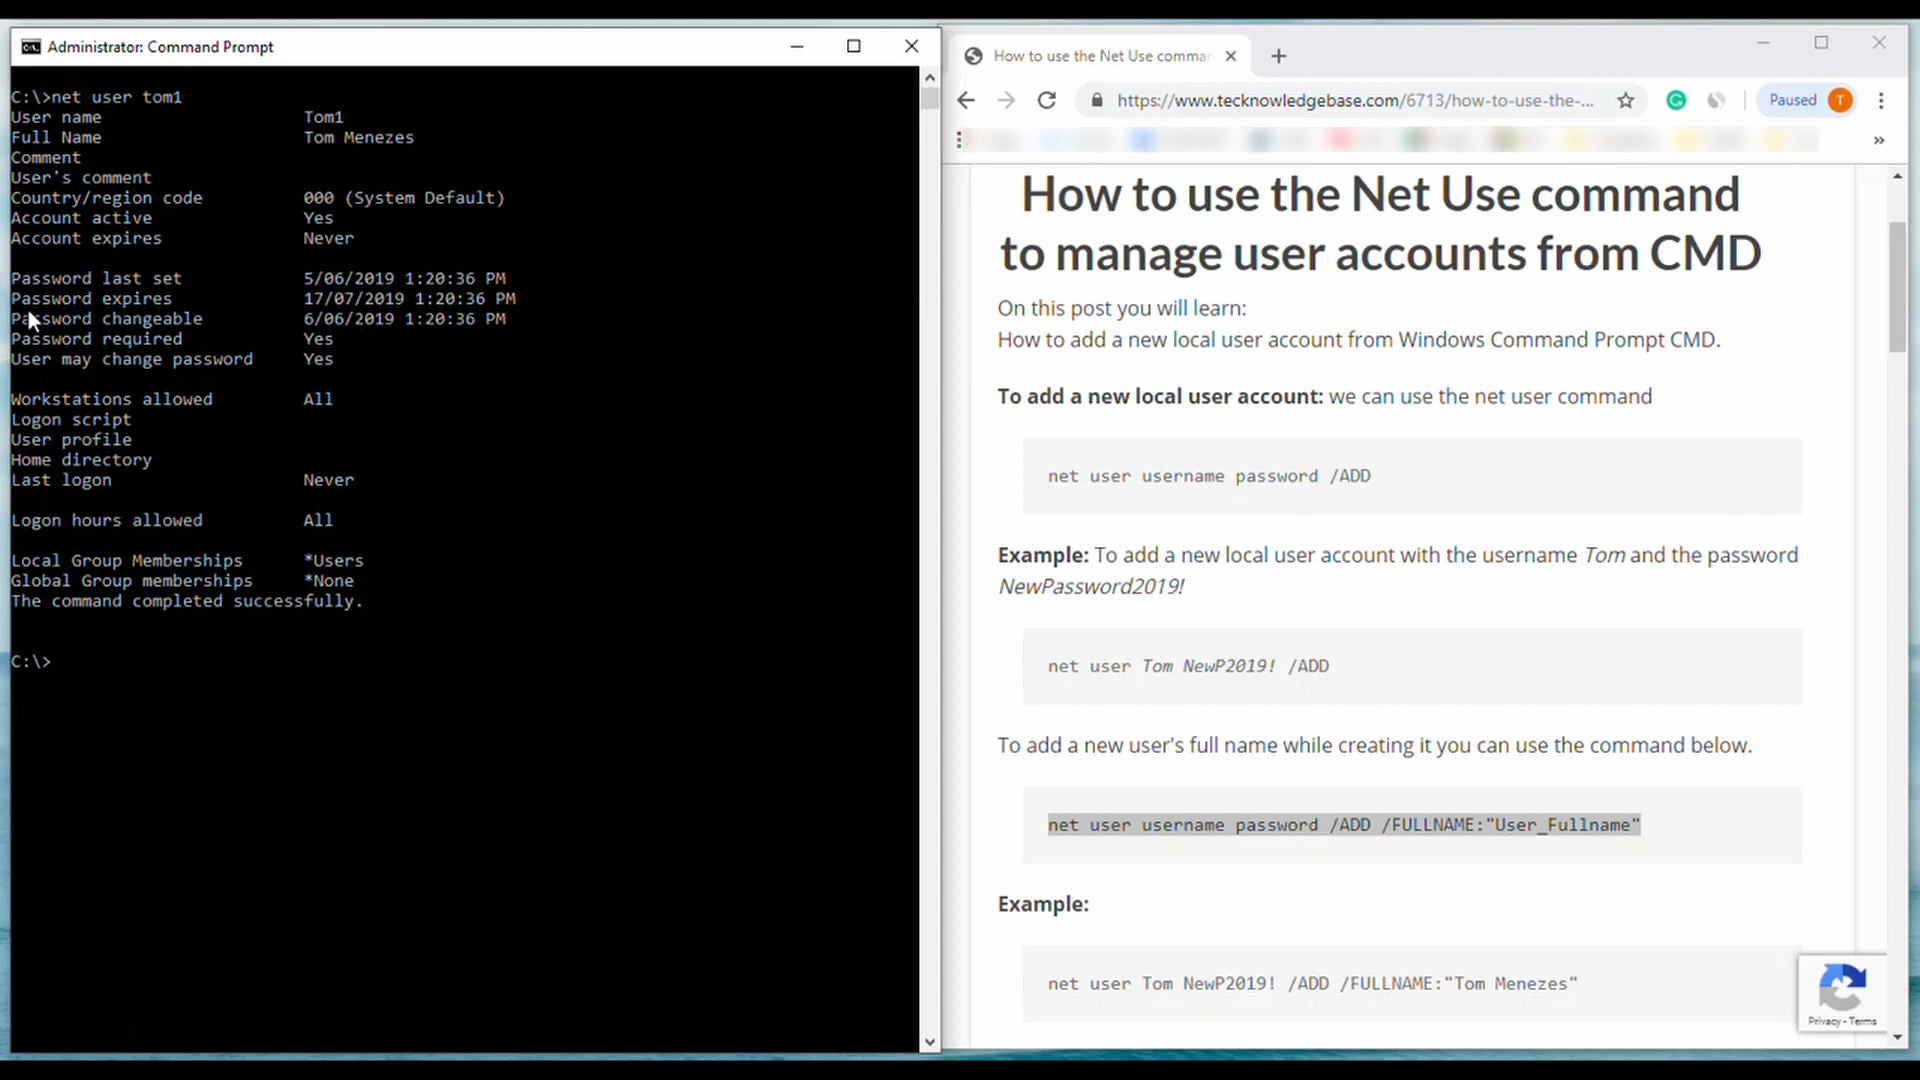 Administrator: Command Prompt
C:\>net user tom1
User name Tom1
Full Name Tom Menezes
Comment
User's comment
Country/region code 000 (System Default)
Account active Yes
Account expires Never
Password last set 5/06/2019 1:20:36 PM
Password expires 17/07/2019 1:20:36 PM
Password changeable 6/06/2019 1:20:36 PM
Password required Yes
User may change password Yes
Workstations allowed All
Logon script
User profile
Home directory
Last logon Never
Logon hours allowed All
Local Group Memberships *Users
Global Group memberships *None
The command completed successfully.
C:\>
How to use the Net Use comman
https://www.tecknowledgebase.com/6713/how-to-use-the-...
Paused T
How to use the Net Use command
to manage user accounts from CMD
On this post you will learn:
How to add a new local user account from Windows Command Prompt CMD.
To add a new local user account: we can use the net user command
net user username password /ADD
Example: To add a new local user account with the username Tom and the password
NewPassword2019!
net user Tom NewP2019! /ADD
To add a new user's full name while creating it you can use the command below.
net user username password /ADD /FULLNAME:"User_Fullname"
Example:
net user Tom NewP2019! /ADD /FULLNAME:"Tom Menezes"
Privacy - Terms